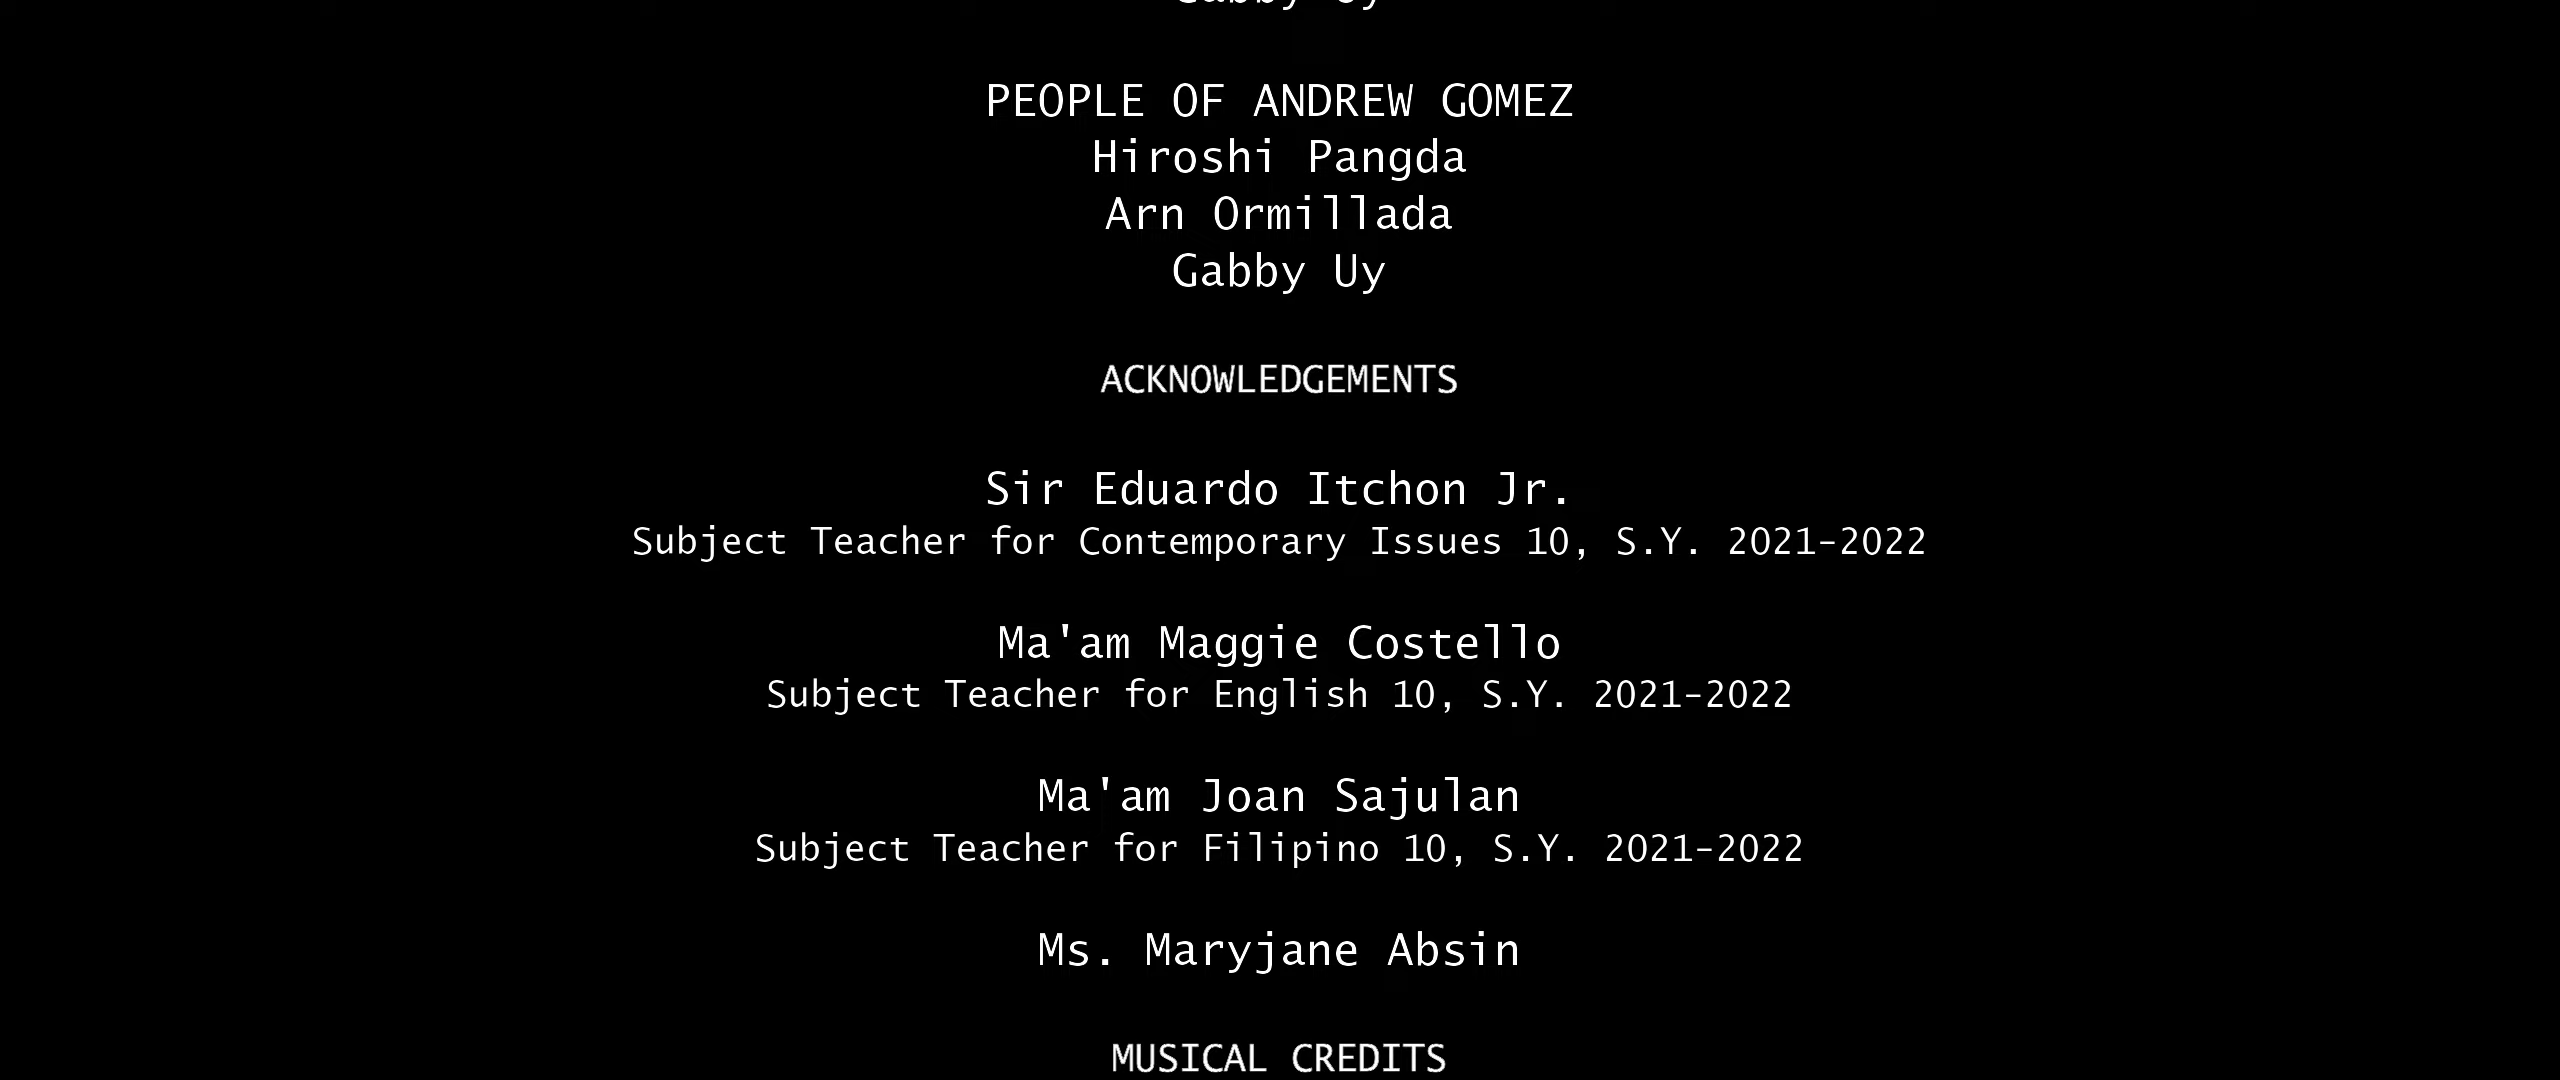 Gabby Uy
PEOPLE OF ANDREW GOMEZ
Hiroshi Pangda
Arn Ormillada
Gabby Uy
ACKNOWLEDGEMENTS
Sir Eduardo Itchon Jr.
Subject Teacher for Contemporary Issues 10, S.Y. 2021-2022
Ma'am Maggie Costello
Subject Teacher for English 10, S.Y. 2021-2022
Ma'am Joan Sajulan
Subject Teacher for Filipino 10, S.Y. 2021-2022
Ms. Maryjane Absin
MUSICAL CREDITS